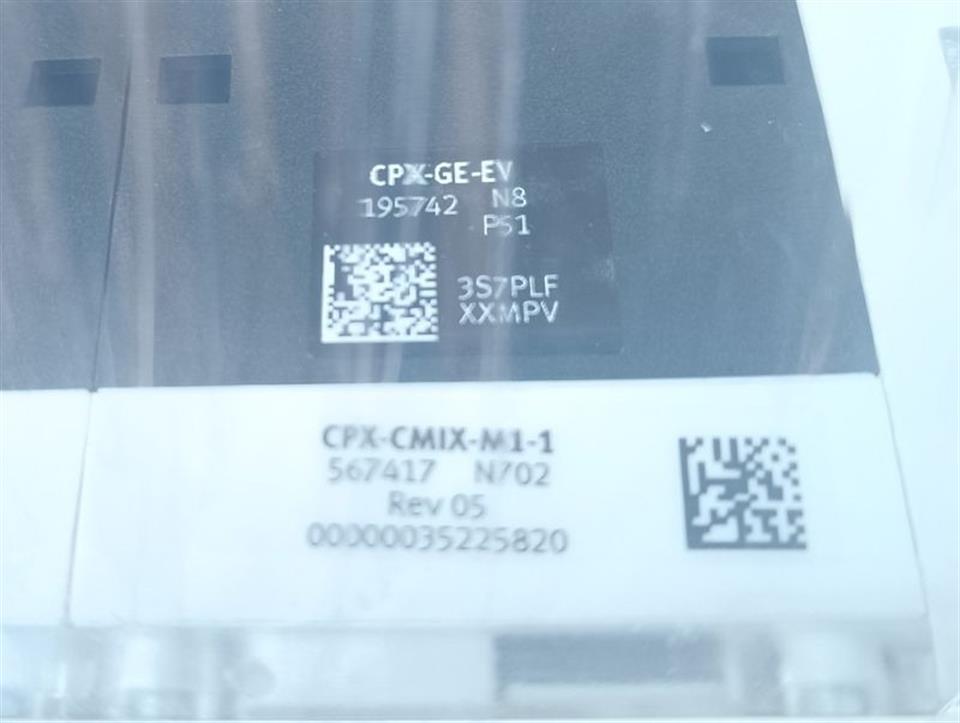 CPX-GE-EV
195742 N8
P51
3S7PLF
XXMPV
CPX-CMIX-M1-1
567417 N702
Rev 05
00000035225820